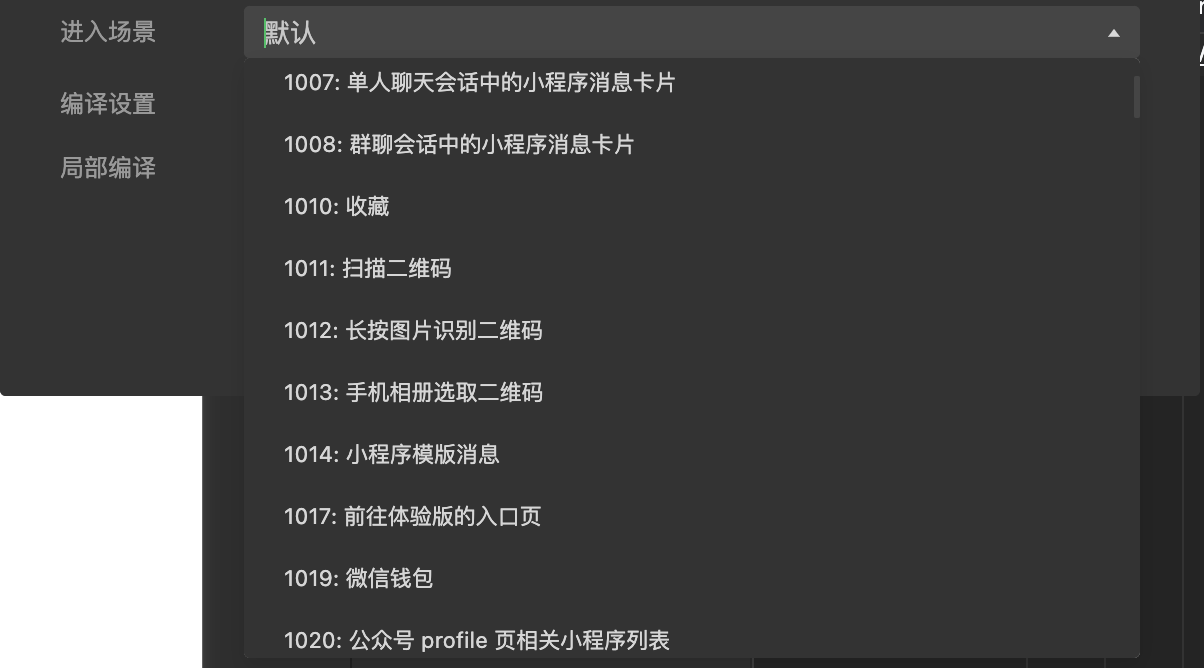 进入场景
默认
编译设置
局部编译
1007: 单人聊天会话中的小程序消息卡片
1008: 群聊会话中的小程序消息卡片
1010: 收藏
1011: 扫描二维码
1012: 长按图片识别二维码
1013: 手机相册选取二维码
1014: 小程序模版消息
1017: 前往体验版的入口页
1019: 微信钱包
1020: 公众号 profile 页相关小程序列表